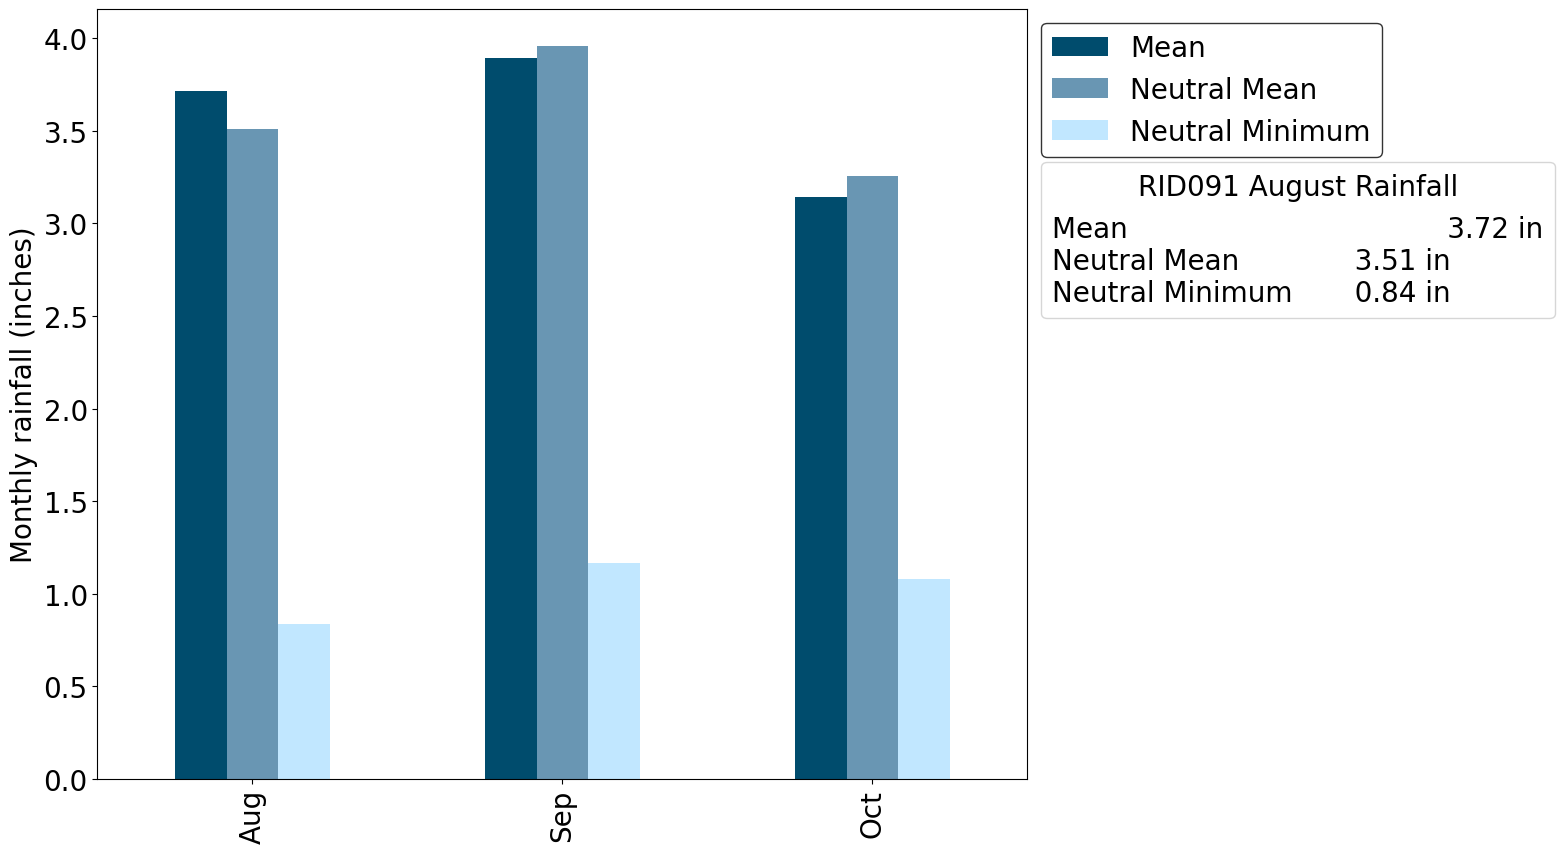 Monthly rainfall (inches)
4.0
3.5
3.0
2.5
2.0
1.5
1.0
0.5
0.0
Aug
Sep
Oct
Mean
Neutral Mean
Neutral Minimum
RID091 August Rainfall
Mean 3.72 in
Neutral Mean 3.51 in
Neutral Minimum 0.84 in